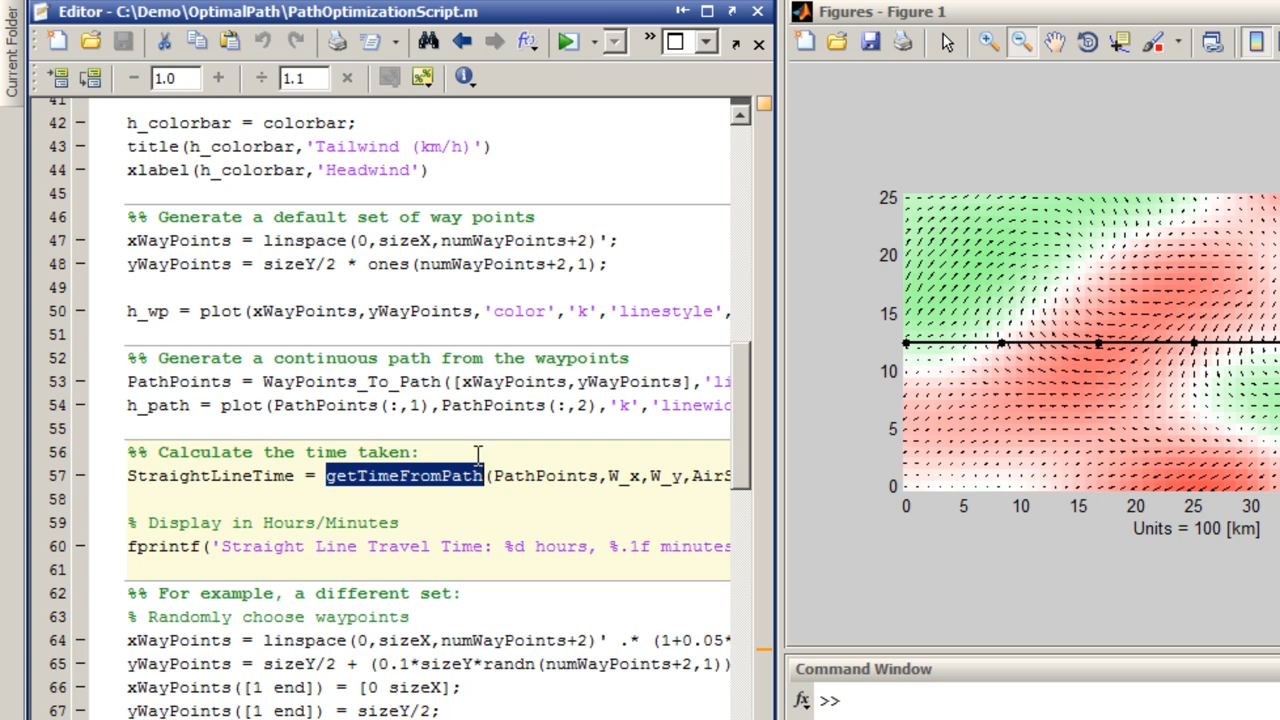 Editor - C:\Demo\OptimalPath\PathOptimizationScript.m
Figures - Figure 1
Current Folder
1.0
1.1
41
42 h_colorbar = colorbar;
43 title(h_colorbar,'Tailwind (km/h)')
44 xlabel(h_colorbar,'Headwind')
45
46 %% Generate a default set of way points
47 xWayPoints = linspace(0,sizeX,numWayPoints+2)';
48 yWayPoints = sizeY/2 * ones(numWayPoints+2,1);
49
50 h_wp = plot(xWayPoints,yWayPoints,'color','k','linestyle',
51
52 %% Generate a continuous path from the waypoints
53 PathPoints = WayPoints_To_Path([xWayPoints,yWayPoints],'li
54 h_path = plot(PathPoints(:,1),PathPoints(:,2),'k','linewid
55
56 %% Calculate the time taken:
57 StraightLineTime = getTimeFromPath(PathPoints,W_x,W_y,AirS
58
59 % Display in Hours/Minutes
60 fprintf('Straight Line Travel Time: %d hours, %.1f minutes
61
62 %% For example, a different set:
63 % Randomly choose waypoints
64 xWayPoints = linspace(0,sizeX,numWayPoints+2)' .* (1+0.05*
65 yWayPoints = sizeY/2 + (0.1*sizeY*randn(numWayPoints+2,1))
66 xWayPoints([1 end]) = [0 sizeX];
67 yWayPoints([1 end]) = sizeY/2;
25
20
15
10
5
0
0 5 10 15 20 25 30
Units = 100 [km]
Command Window
fx >>